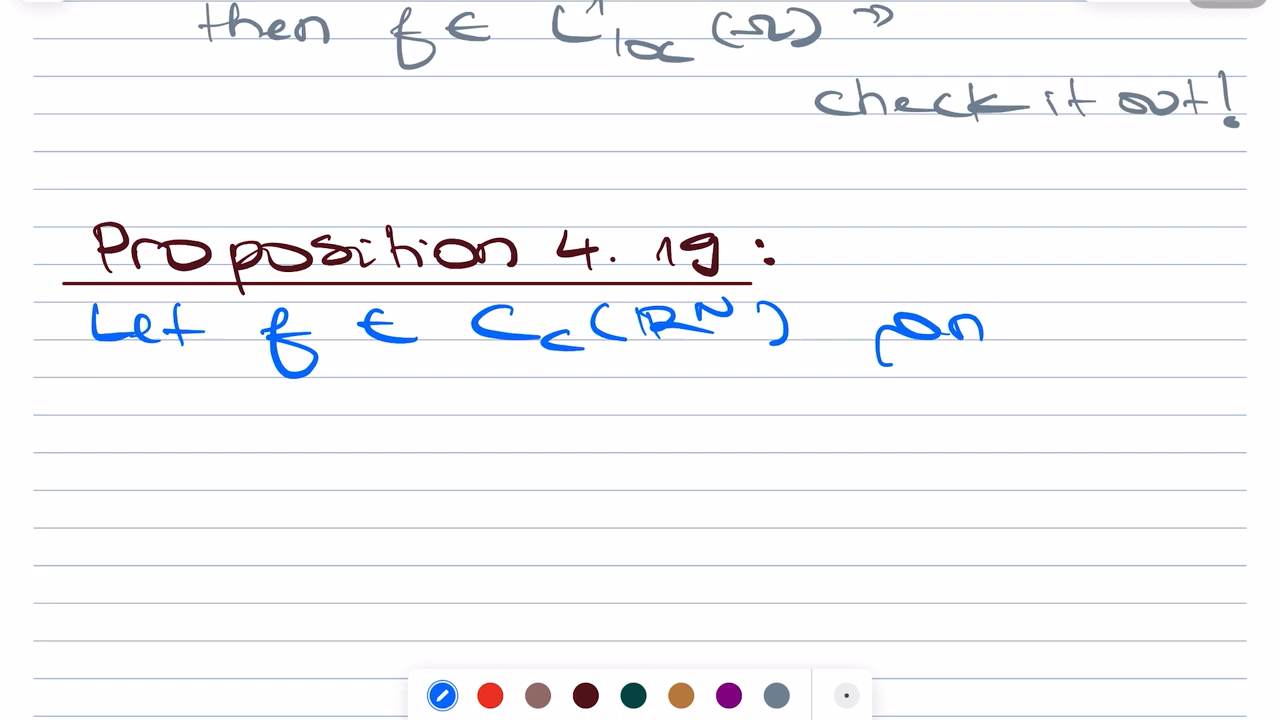 then f ∈ L¹loc (Ω) »
check it out!
Proposition 4. 19 :
Let f ∈ Cc(ℝᴺ)